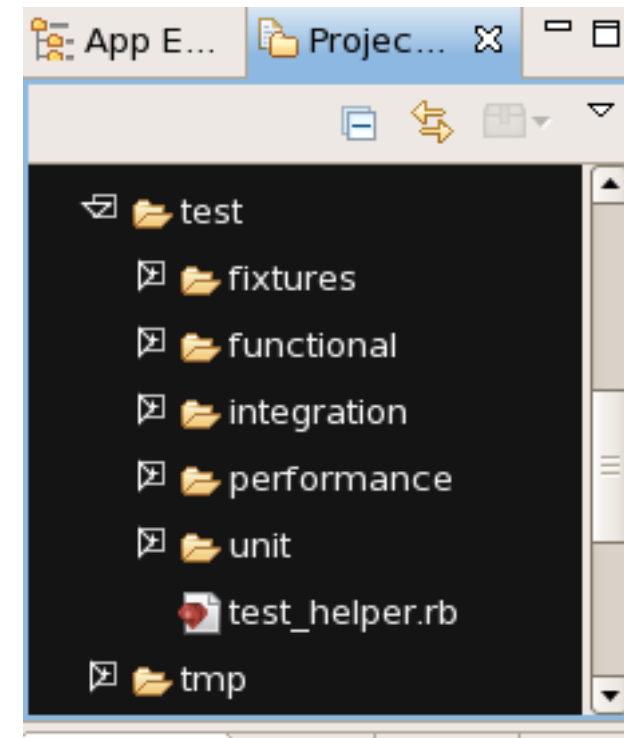 App E... Projec...
test
fixtures
functional
integration
performance
unit
test_helper.rb
tmp